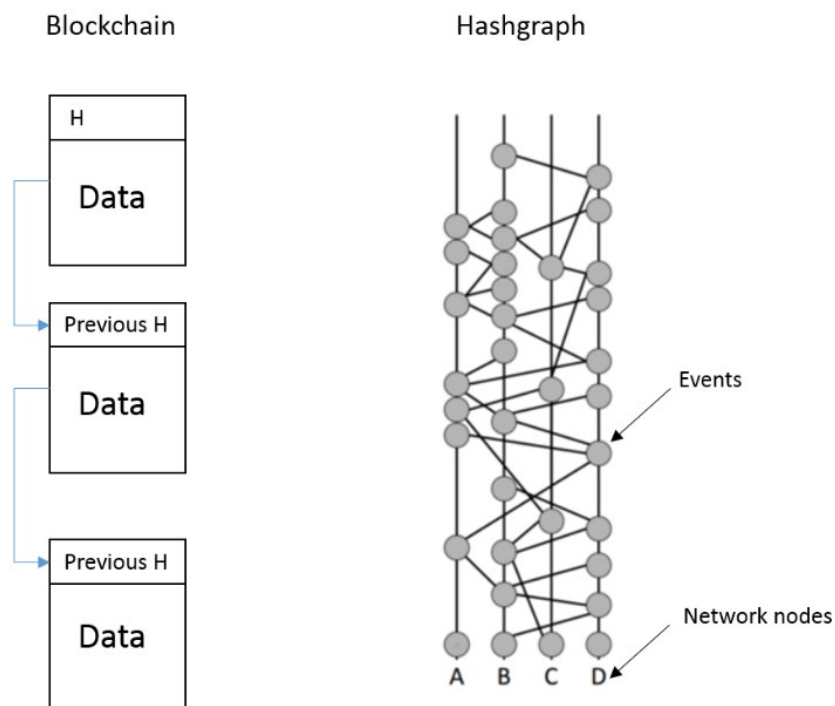 Blockchain
H
Data
Previous H
Data
Previous H
Data
Hashgraph
Events
Network nodes
A B C D